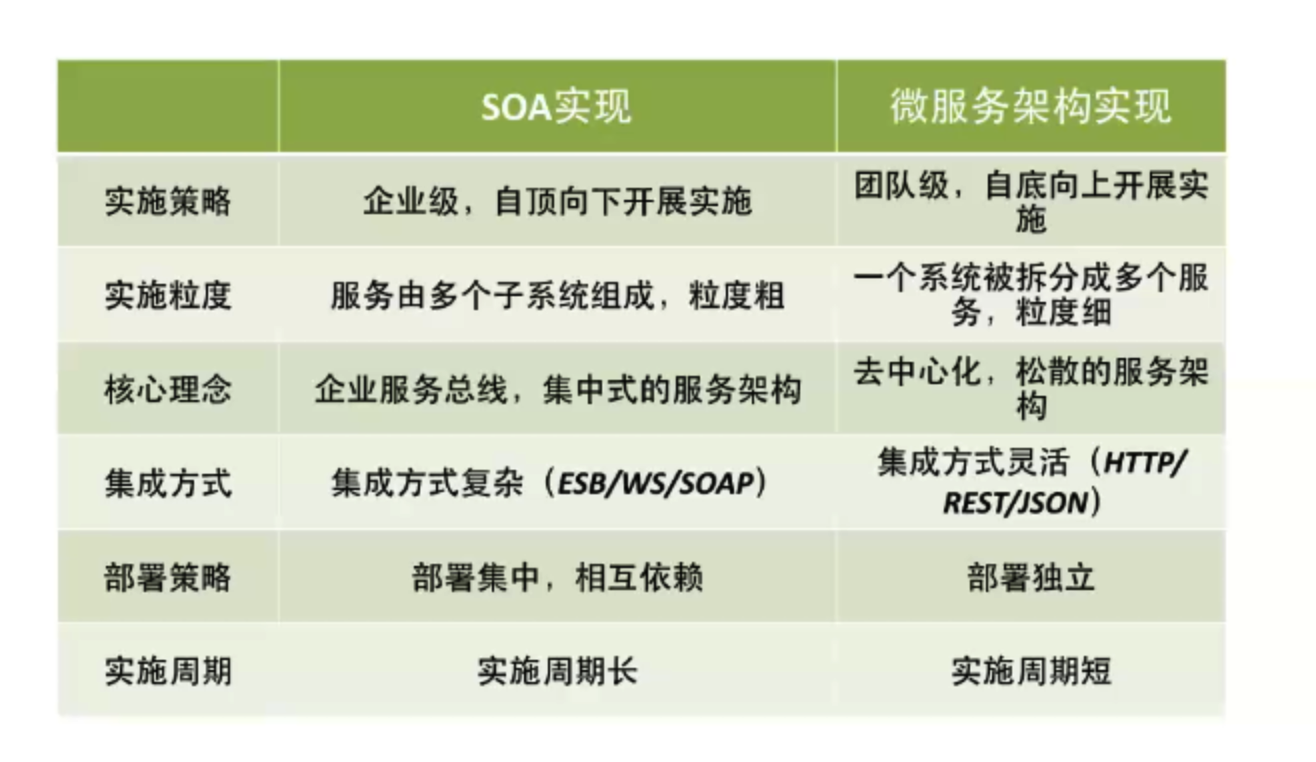 SOA实现
微服务架构实现
实施策略
企业级，自顶向下开展实施
团队级，自底向上开展实
施
实施粒度
服务由多个子系统组成，粒度粗
一个系统被拆分成多个服
务，粒度细
核心理念
企业服务总线，集中式的服务架构
去中心化，松散的服务架
构
集成方式
集成方式复杂（ESB/WS/SOAP）
集成方式灵活（HTTP/
REST/JSON）
部署策略
部署集中，相互依赖
部署独立
实施周期
实施周期长
实施周期短